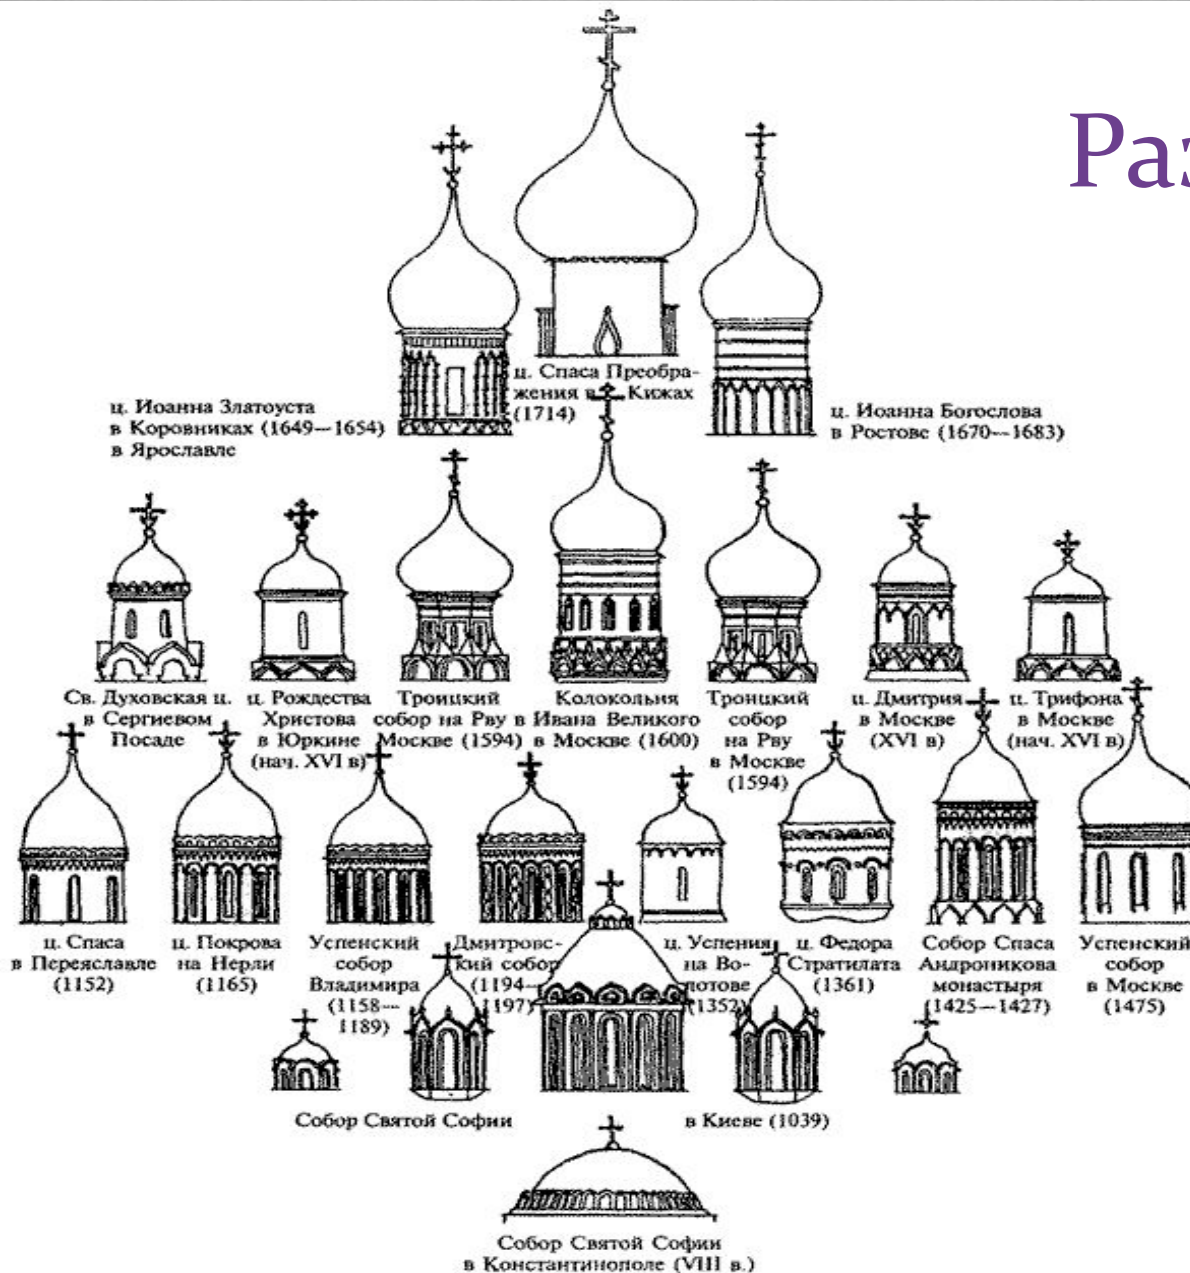 Раз
ц. Спаса Преобра-
жения в Кижах
(1714)
ц. Иоанна Златоуста
в Коровниках (1649—1654)
в Ярославле
ц. Иоанна Богослова
в Ростове (1670—1683)
Св. Духовская ц.
в Сергиевом
Посаде
ц. Рождества
Христова
в Юркине
(нач. XVI в)
Троицкий
собор на Рву в
Москве (1594)
Колокольня
Ивана Великого
в Москве (1600)
Троицкий
собор
на Рву
в Москве
(1594)
ц. Дмитрия
в Москве
(XVI в)
ц. Трифона
в Москве
(нач. XVI в)
ц. Спаса
в Переяславле
(1152)
ц. Покрова
на Нерли
(1165)
Успенский
собор
Владимира
(1158—
1189)
Дмитровс-
кий собор
(1194—
1197)
ц. Успения
на Во-
лотове
(1352)
ц. Федора
Стратилата
(1361)
Собор Спаса
Андроникова
монастыря
(1425—1427)
Успенский
собор
в Москве
(1475)
Собор Святой Софии
в Киеве (1039)
Собор Святой Софии
в Константинополе (VIII в.)